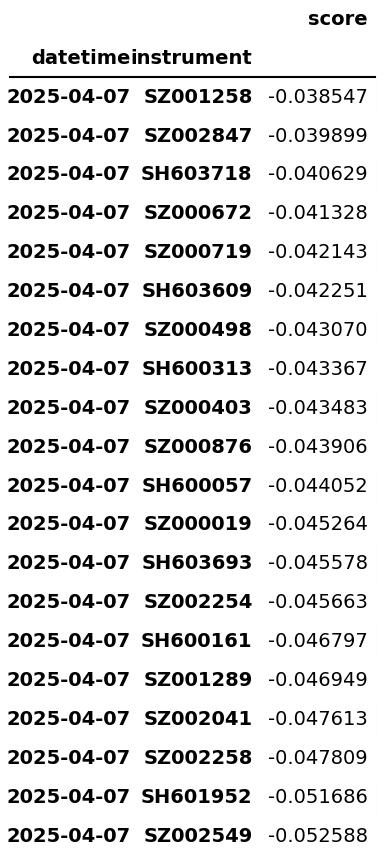 score
datetime instrument
2025-04-07 SZ001258 -0.038547
2025-04-07 SZ002847 -0.039899
2025-04-07 SH603718 -0.040629
2025-04-07 SZ000672 -0.041328
2025-04-07 SZ000719 -0.042143
2025-04-07 SH603609 -0.042251
2025-04-07 SZ000498 -0.043070
2025-04-07 SH600313 -0.043367
2025-04-07 SZ000403 -0.043483
2025-04-07 SZ000876 -0.043906
2025-04-07 SH600057 -0.044052
2025-04-07 SZ000019 -0.045264
2025-04-07 SH603693 -0.045578
2025-04-07 SZ002254 -0.045663
2025-04-07 SH600161 -0.046797
2025-04-07 SZ001289 -0.046949
2025-04-07 SZ002041 -0.047613
2025-04-07 SZ002258 -0.047809
2025-04-07 SH601952 -0.051686
2025-04-07 SZ002549 -0.052588